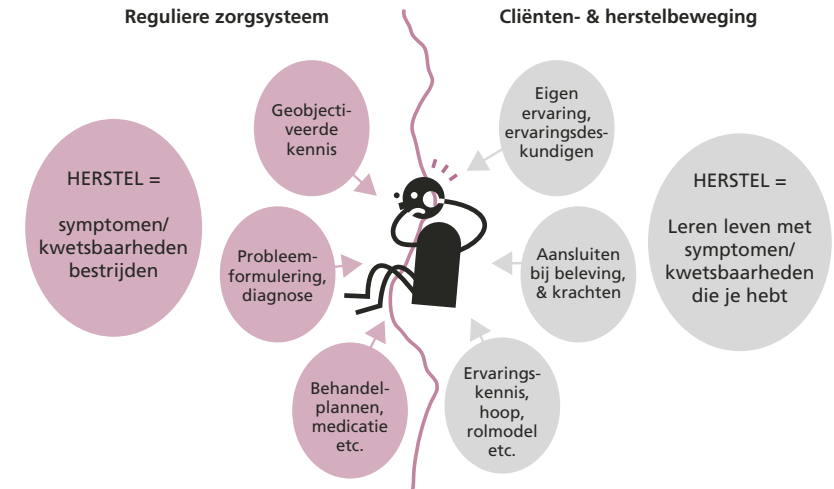 Reguliere zorgsysteem
Cliënten- & herstelbeweging
Geobjecti-
veerde
kennis
HERSTEL =
symptomen/
kwetsbaarheden
bestrijden
Probleem-
formulering,
diagnose
Behandel-
plannen,
medicatie
etc.
Eigen
ervaring,
ervaringsdes-
kundigen
Aansluiten
bij beleving,
& krachten
HERSTEL =
Leren leven met
symptomen/
kwetsbaarheden
die je hebt
Ervarings-
kennis,
hoop,
rolmodel
etc.